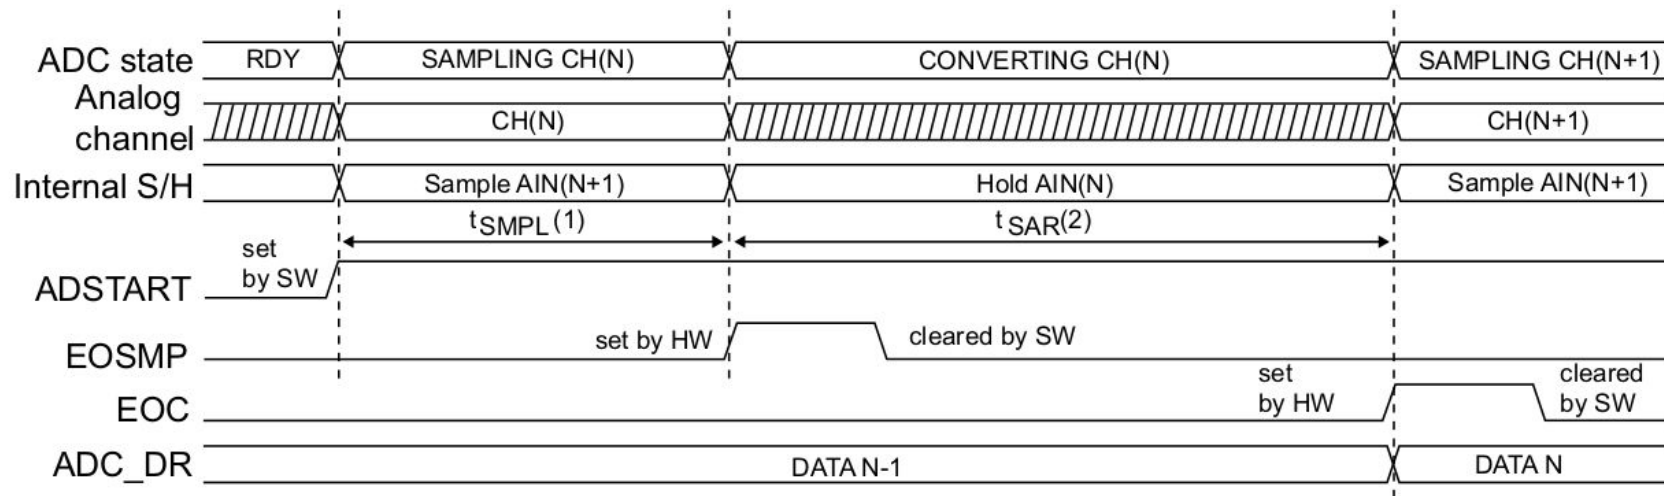 ADC state RDY SAMPLING CH(N) CONVERTING CH(N) SAMPLING CH(N+1)
Analog
channel CH(N) CH(N+1)
Internal S/H Sample AIN(N+1) Hold AIN(N) Sample AIN(N+1)
tSMPL(1) tSAR(2)
set
by SW
ADSTART
set by HW cleared by SW
EOSMP
set
by HW
cleared
by SW
EOC
ADC_DR DATA N-1 DATA N